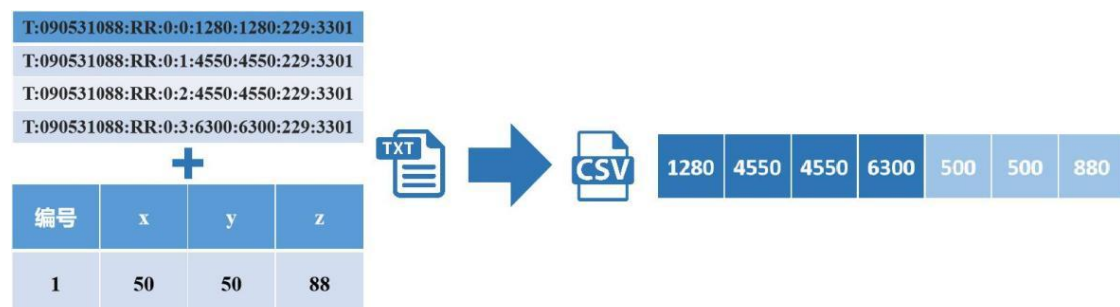 T:090531088:RR:0:0:1280:1280:229:3301
T:090531088:RR:0:1:4550:4550:229:3301
T:090531088:RR:0:2:4550:4550:229:3301
T:090531088:RR:0:3:6300:6300:229:3301
编号 x y z
1 50 50 88
TXT
CSV
1280 4550 4550 6300 500 500 880